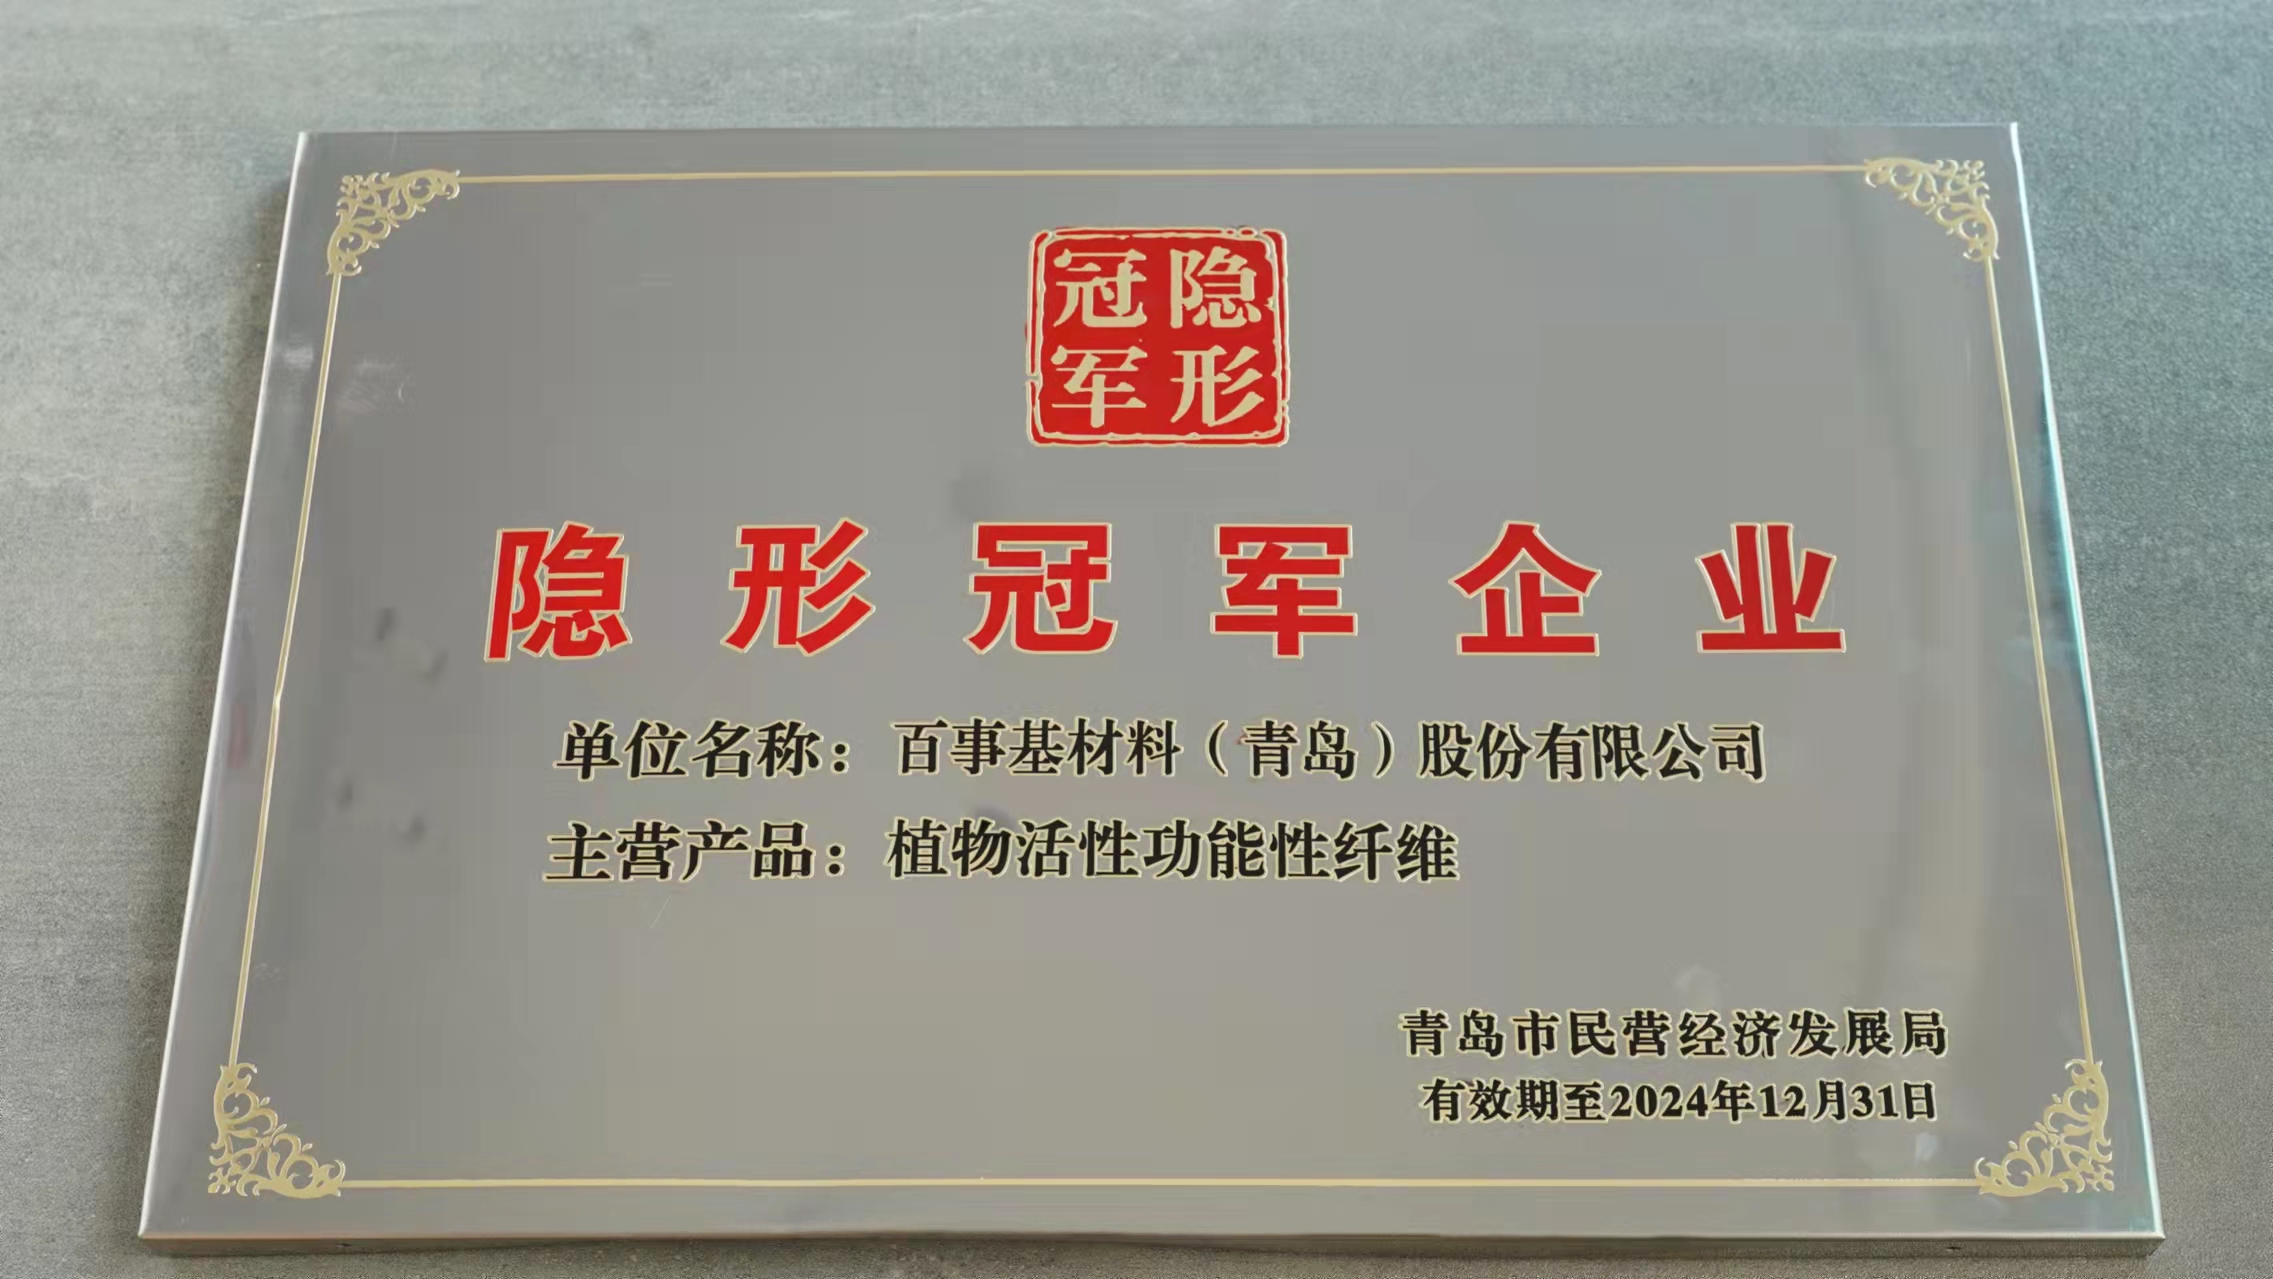 隐形
冠军
隐形冠军企业
单位名称：百事基材料（青岛）股份有限公司
主营产品：植物活性功能性纤维
青岛市民营经济发展局
有效期至2024年12月31日